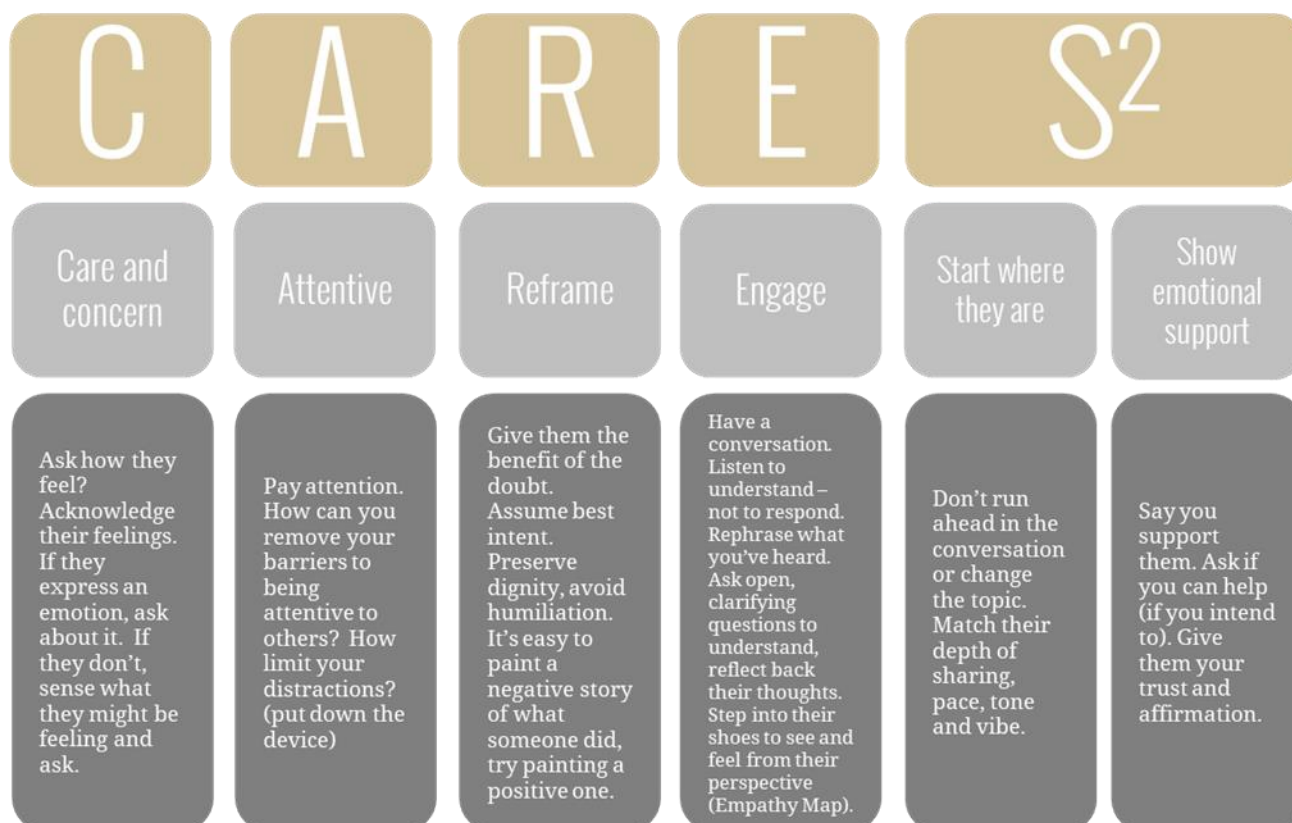 C
A
R
E
S²
Care and
concern
Attentive
Reframe
Engage
Start where
they are
Show
emotional
support
Ask how they
feel?
Acknowledge
their feelings.
If they
express an
emotion, ask
about it.  If
they don’t,
sense what
they might be
feeling and
ask.
Pay attention.
How can you
remove your
barriers to
being
attentive to
others?  How
limit your
distractions?
(put down the
device)
Give them the
benefit of the
doubt.
Assume best
intent.
Preserve
dignity, avoid
humiliation.
It’s easy to
paint a
negative story
of what
someone did,
try painting a
positive one.
Have a
conversation.
Listen to
understand –
not to respond.
Rephrase what
you’ve heard.
Ask open,
clarifying
questions to
understand,
reflect back
their thoughts.
Step into their
shoes to see and
feel from their
perspective
(Empathy Map).
Don’t run
ahead in the
conversation
or change
the topic.
Match their
depth of
sharing,
pace, tone
and vibe.
Say you
support
them. Ask if
you can help
(if you intend
to). Give
them your
trust and
affirmation.